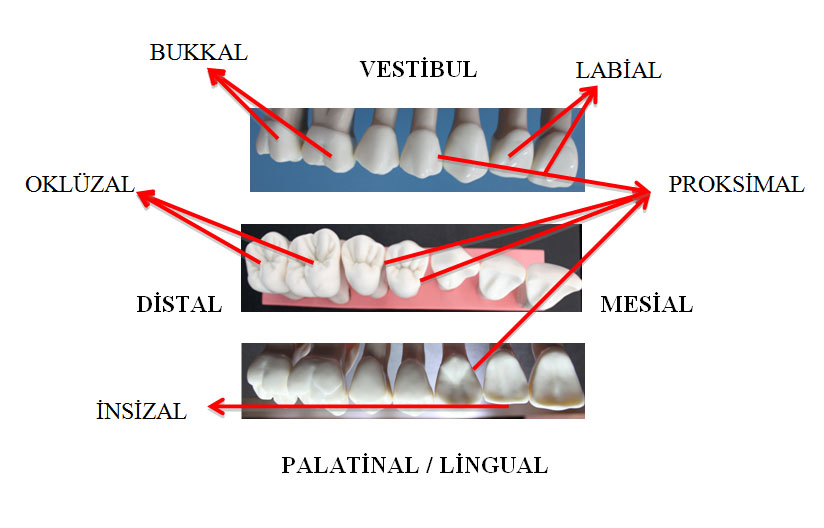 BUKKAL
VESTİBUL
LABİAL
OKLÜZAL
PROKSİMAL
DİSTAL
MESİAL
İNSİZAL
PALATİNAL / LİNGUAL